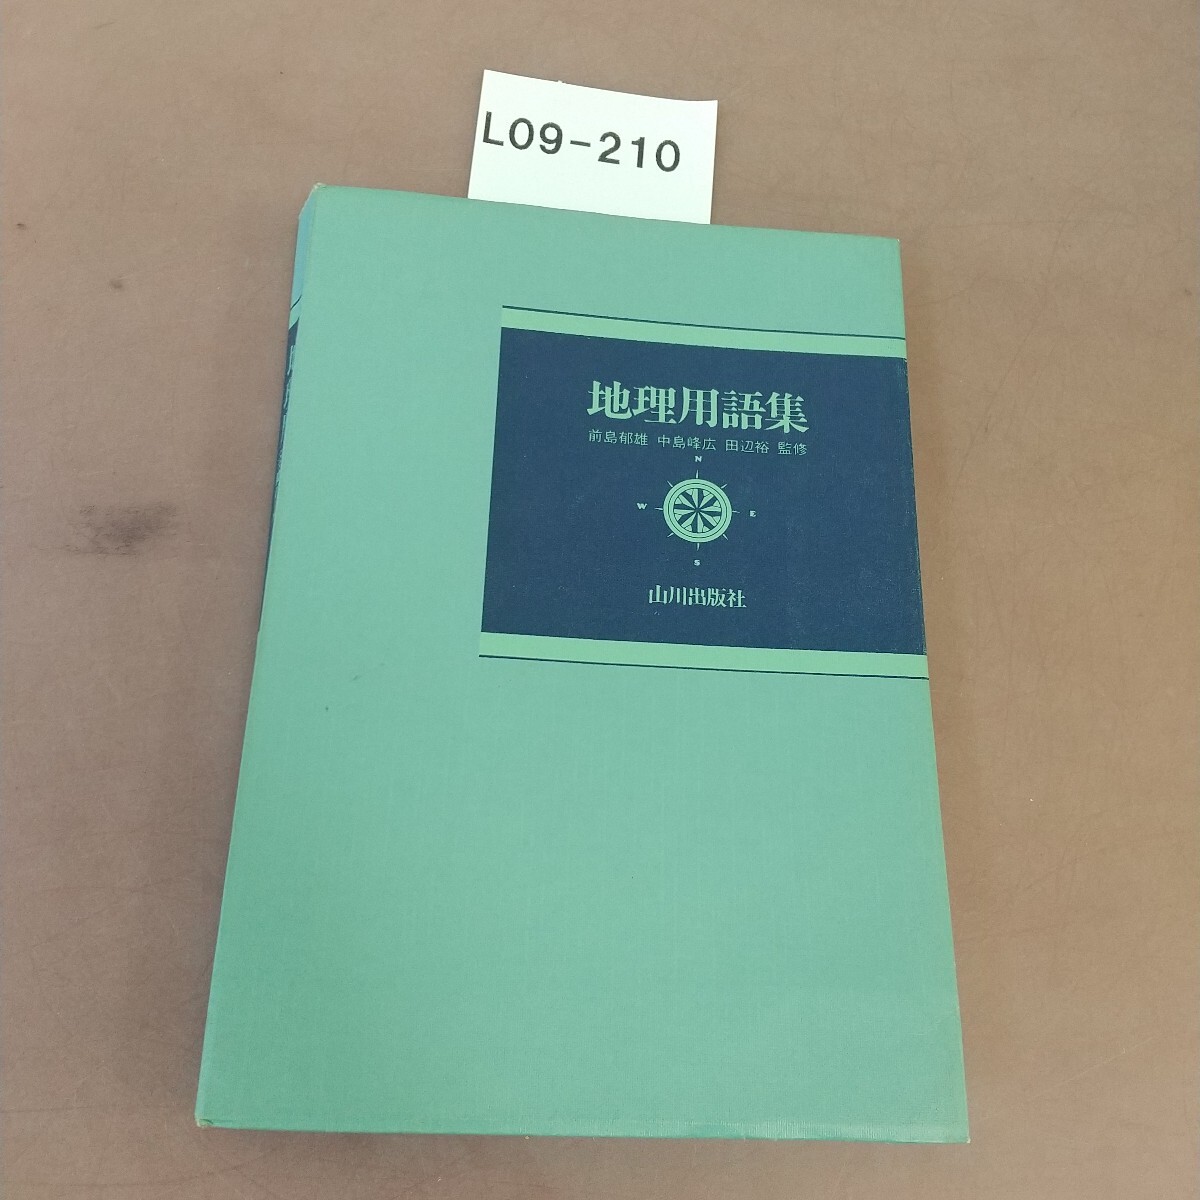 L09-210
地理用語集
前島郁雄 中島峰広 田辺裕 監修
N
W E
S
山川出版社